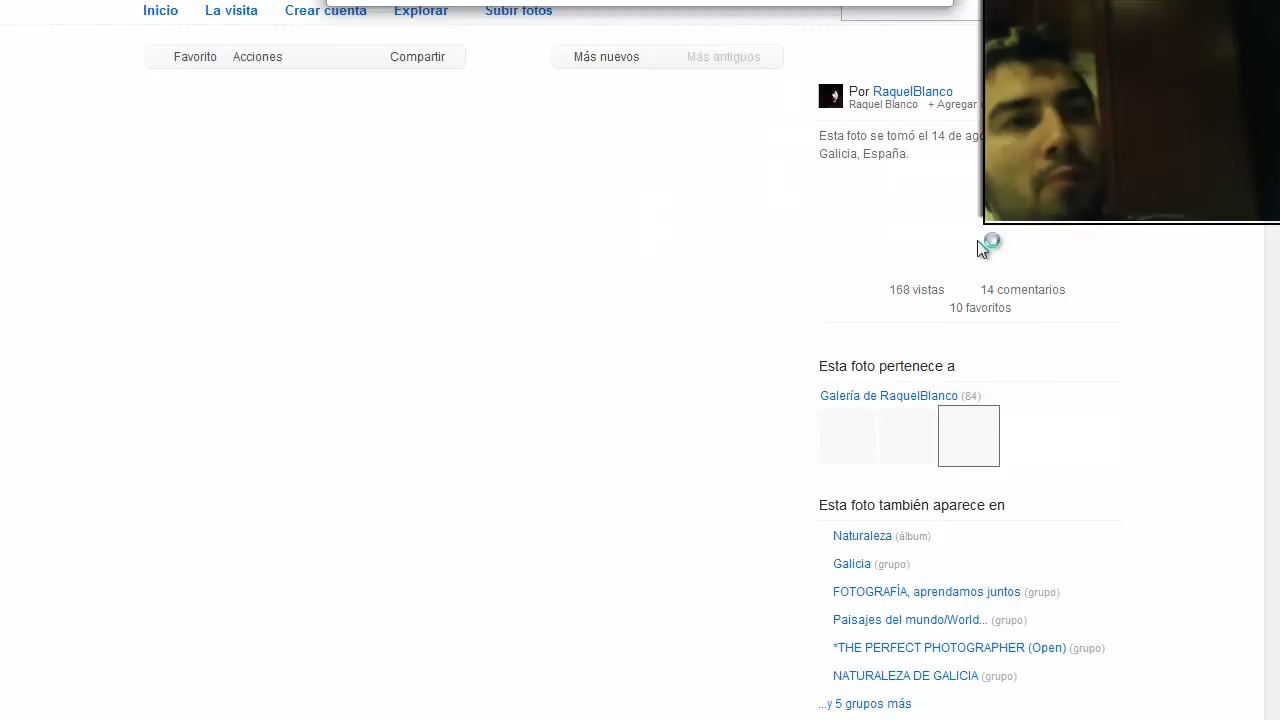 Inicio La visita Crear cuenta Explorar Subir fotos
Favorito Acciones Compartir Más nuevos Más antiguos
Por RaquelBlanco
Raquel Blanco + Agregar
Esta foto se tomó el 14 de
Galicia, España.
168 vistas 14 comentarios
10 favoritos
Esta foto pertenece a
Galería de RaquelBlanco (84)
Esta foto también aparece en
Naturaleza (álbum)
Galicia (grupo)
FOTOGRAFÍA, aprendamos juntos (grupo)
Paisajes del mundo/World... (grupo)
*THE PERFECT PHOTOGRAPHER (Open) (grupo)
NATURALEZA DE GALICIA (grupo)
...y 5 grupos más